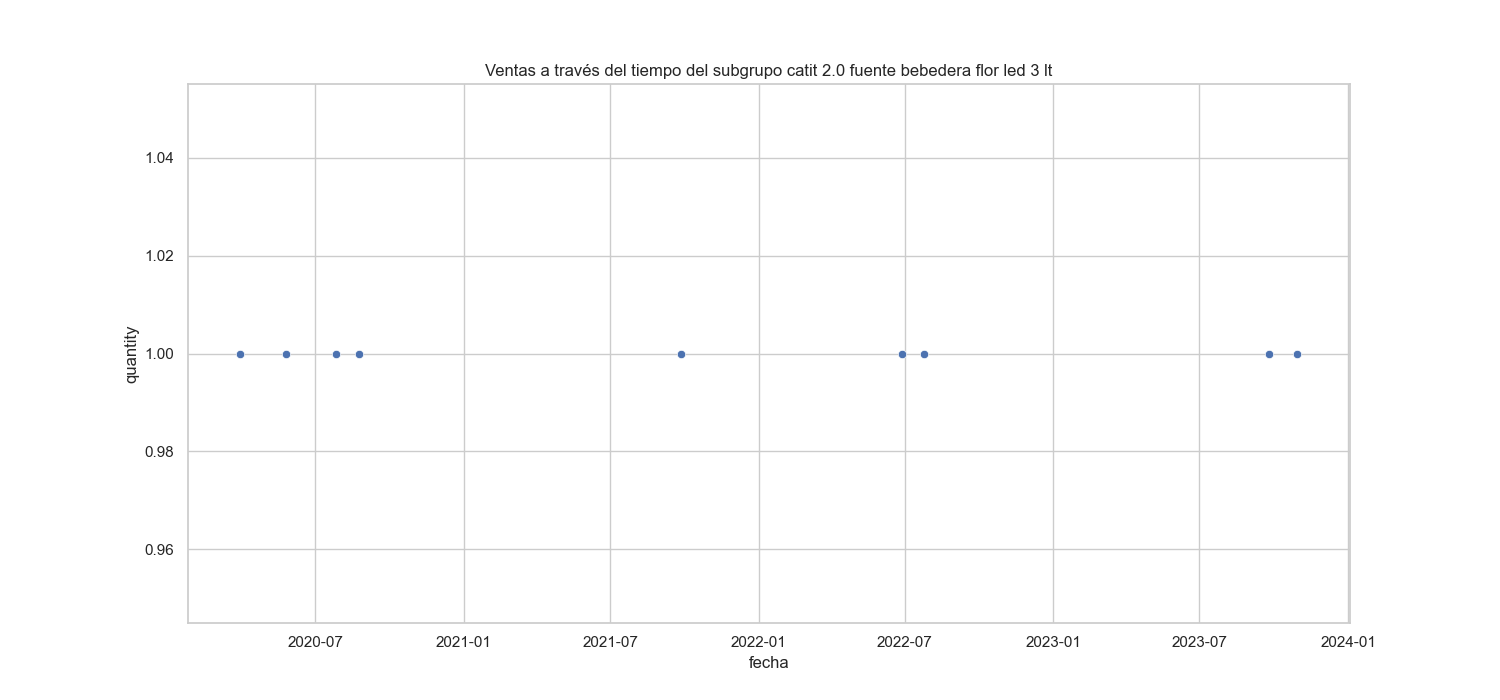 Ventas a través del tiempo del subgrupo catit 2.0 fuente bebedera flor led 3 lt
1.04
1.02
1.00
0.98
0.96
quantity
2020-07 2021-01 2021-07 2022-01 2022-07 2023-01 2023-07 2024-01
fecha